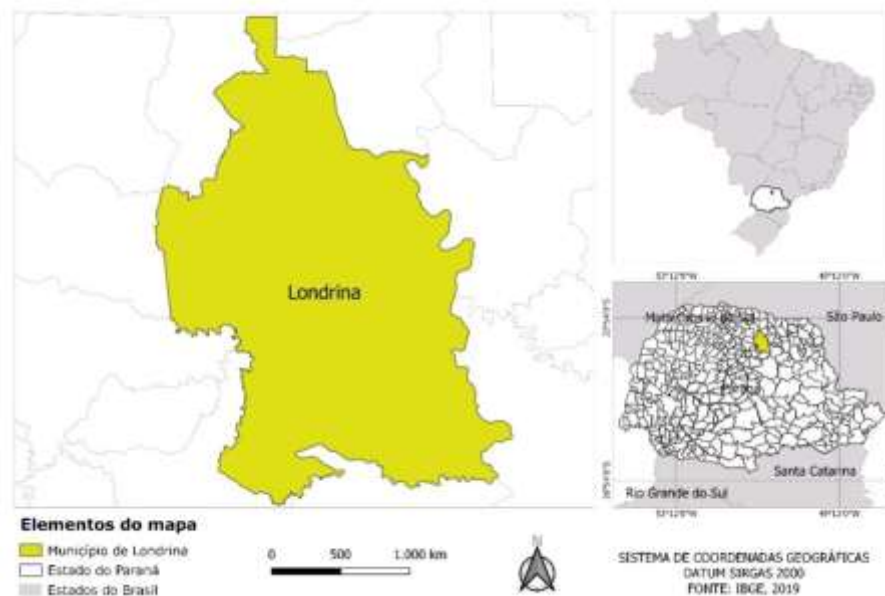 Londrina
São Paulo
Santa Catarina
Rio Grande do Sul
Elementos do mapa
Município de Londrina
Estado do Paraná
Estados do Brasil
0 500 1.000 km
N
SISTEMA DE COORDENADAS GEOGRÁFICAS
DATUM SIRGAS 2000
FONTE: IBGE, 2019